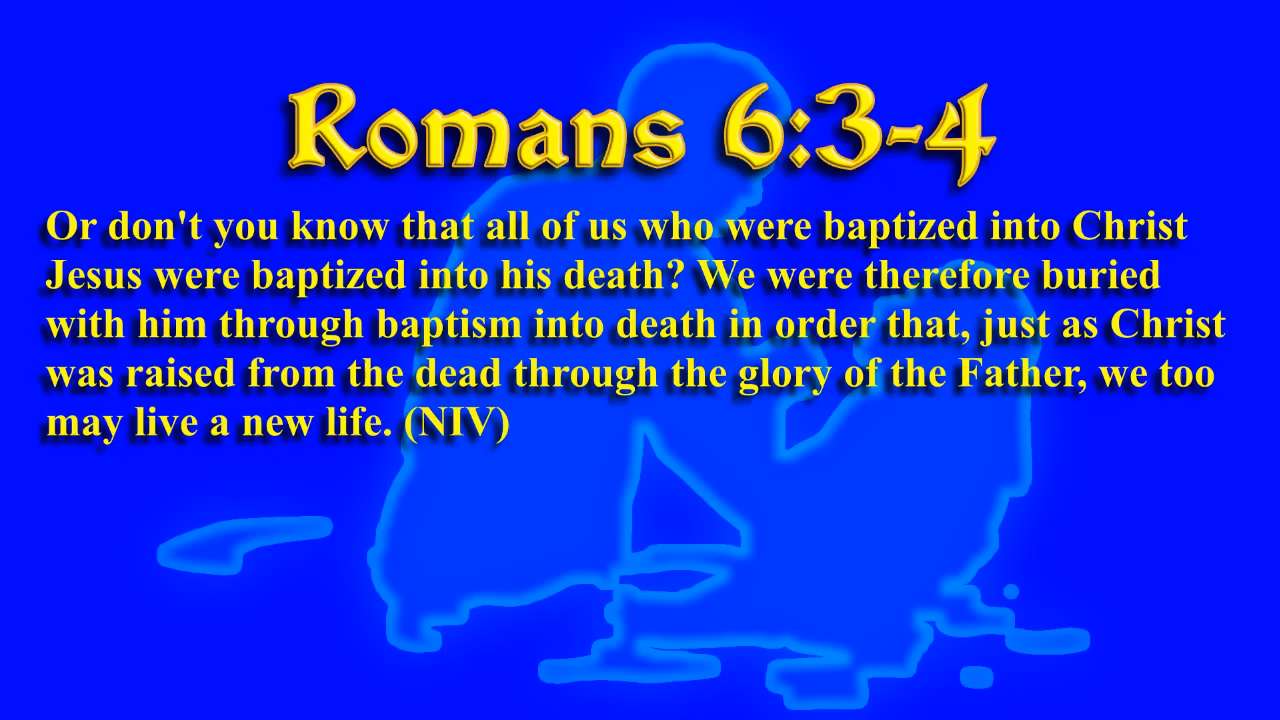 Romans 6:3-4
Or don't you know that all of us who were baptized into Christ
Jesus were baptized into his death? We were therefore buried
with him through baptism into death in order that, just as Christ
was raised from the dead through the glory of the Father, we too
may live a new life. (NIV)